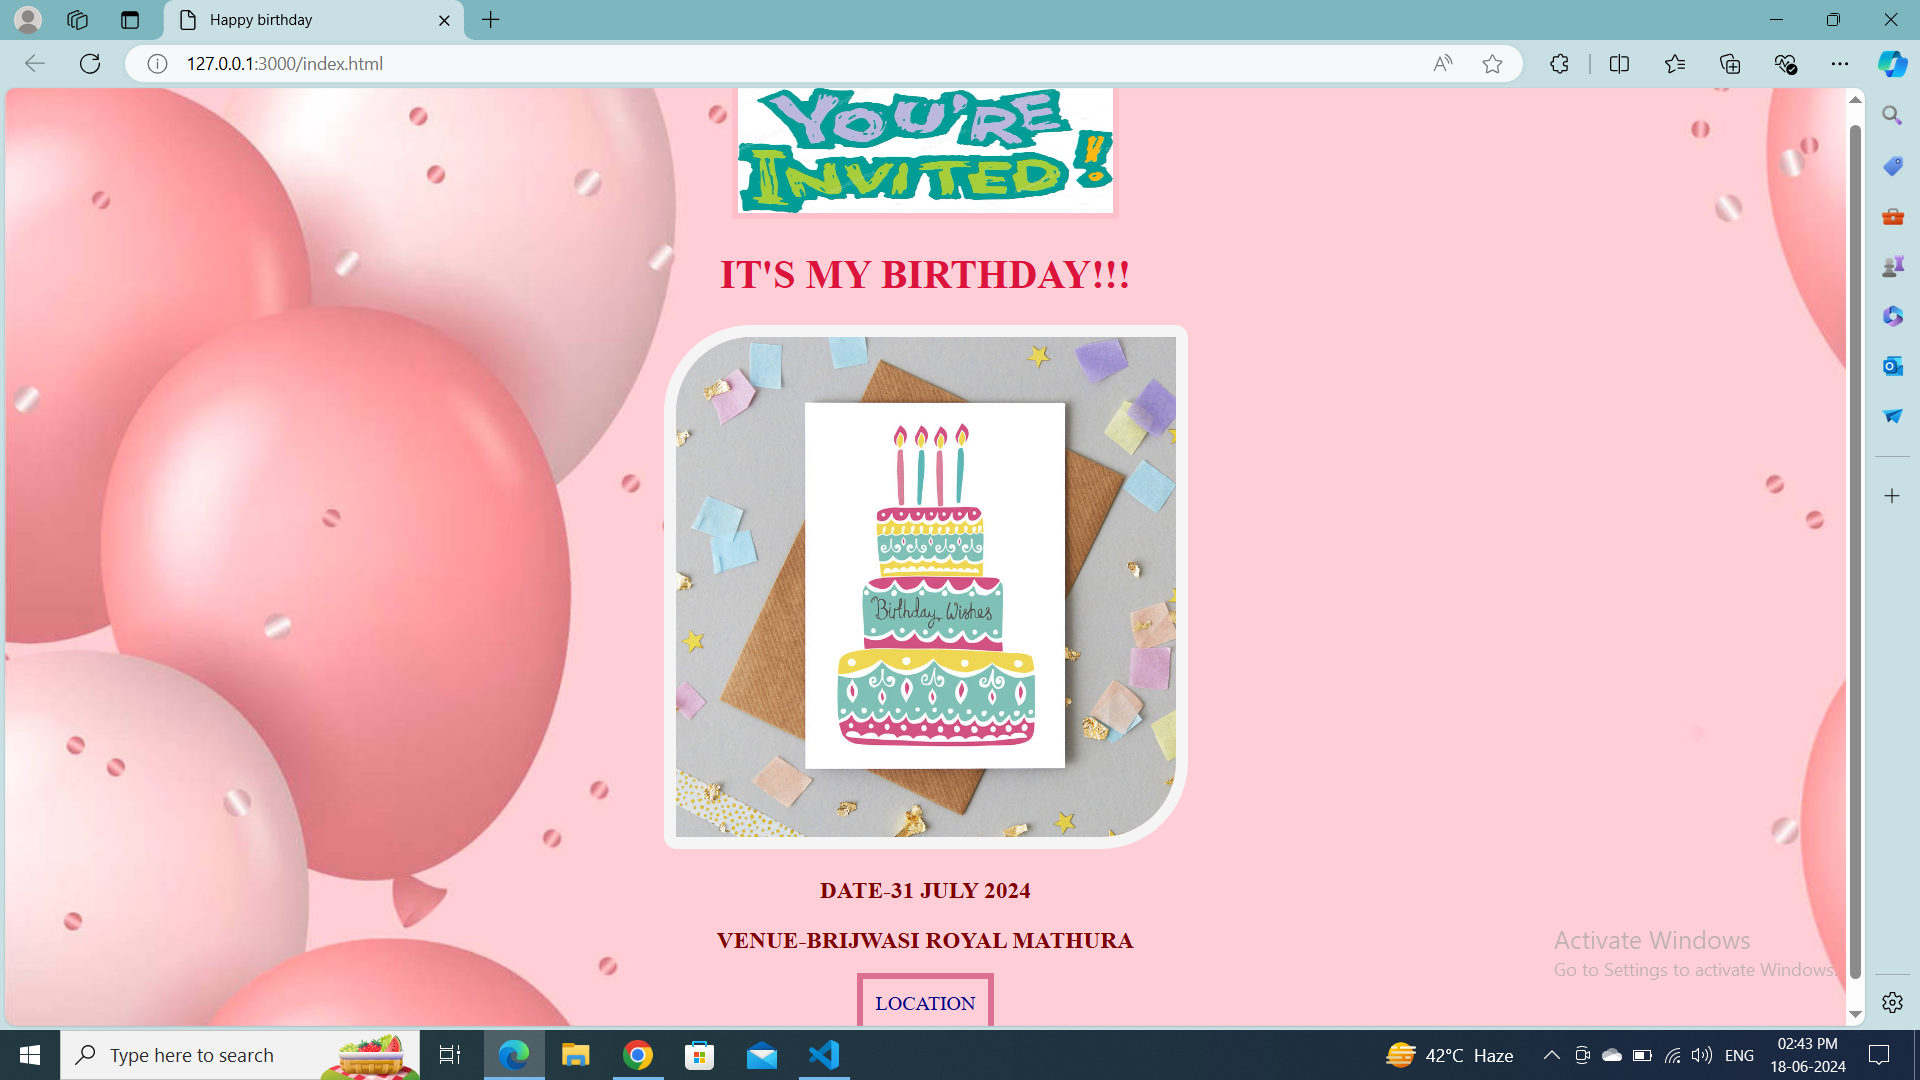 Happy birthday
127.0.0.1:3000/index.html
YOU'RE
INVITED!
IT'S MY BIRTHDAY!!!
Birthday Wishes
DATE-31 JULY 2024
VENUE-BRIJWASI ROYAL MATHURA
LOCATION
Activate Windows
Go to Settings to activate Windows.
Type here to search
42°C Haze
ENG
02:43 PM
18-06-2024